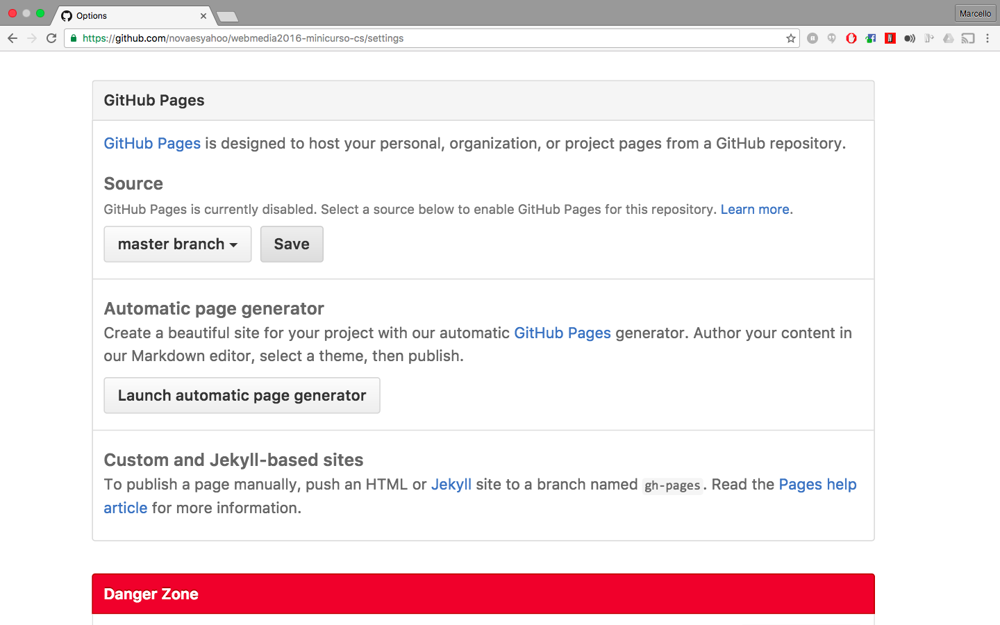 Options
Marcello
https://github.com/novaesyahoo/webmedia2016-minicurso-cs/settings
GitHub Pages
GitHub Pages is designed to host your personal, organization, or project pages from a GitHub repository.
Source
GitHub Pages is currently disabled. Select a source below to enable GitHub Pages for this repository. Learn more.
master branch Save
Automatic page generator
Create a beautiful site for your project with our automatic GitHub Pages generator. Author your content in
our Markdown editor, select a theme, then publish.
Launch automatic page generator
Custom and Jekyll-based sites
To publish a page manually, push an HTML or Jekyll site to a branch named gh-pages. Read the Pages help
article for more information.
Danger Zone